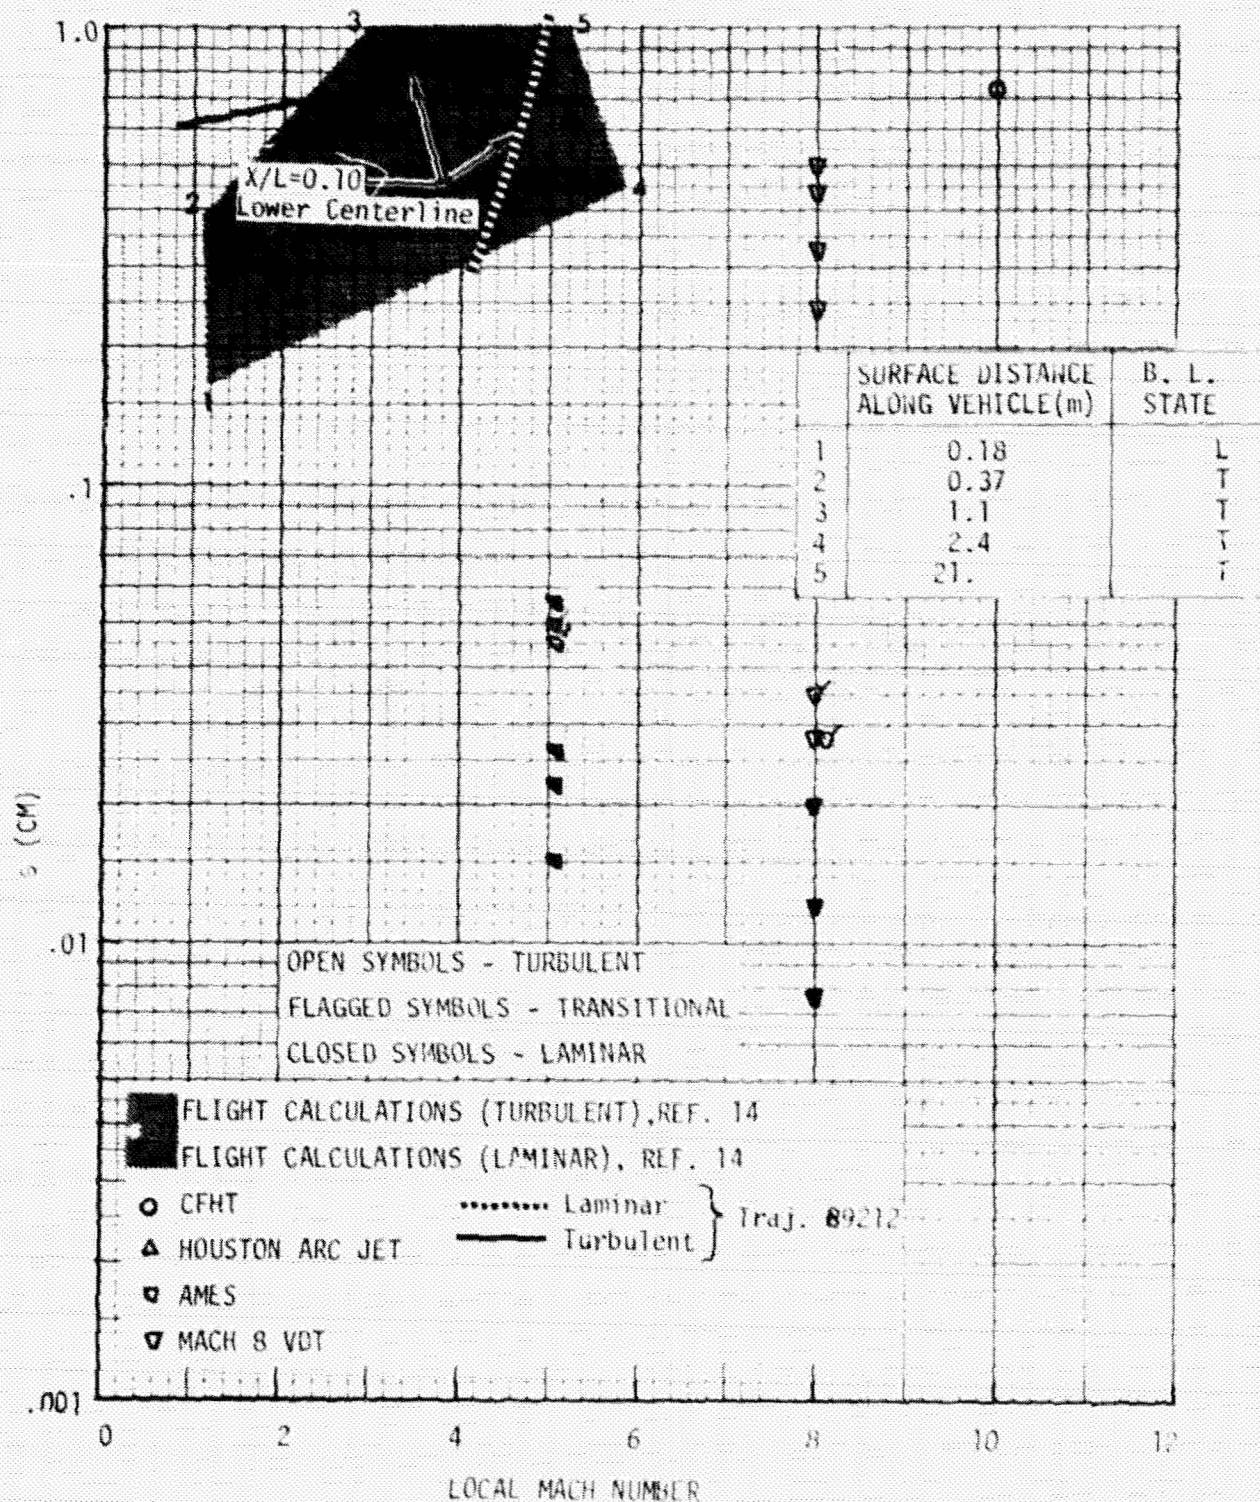 1.0
3
5
X/L=0.10
Lower Centerline
2
4
1
SURFACE DISTANCE B. L.
ALONG VEHICLE(m) STATE
1 0.18 L
2 0.37 T
3 1.1 T
4 2.4 T
5 21. T
.1
(CM)
.01
OPEN SYMBOLS - TURBULENT
FLAGGED SYMBOLS - TRANSITIONAL
CLOSED SYMBOLS - LAMINAR
FLIGHT CALCULATIONS (TURBULENT),REF. 14
FLIGHT CALCULATIONS (LAMINAR), REF. 14
CFHT
HOUSTON ARC JET
AMES
MACH 8 VDT
Laminar
Turbulent
Traj. 89212
.001
0 2 4 6 8 10 12
LOCAL MACH NUMBER